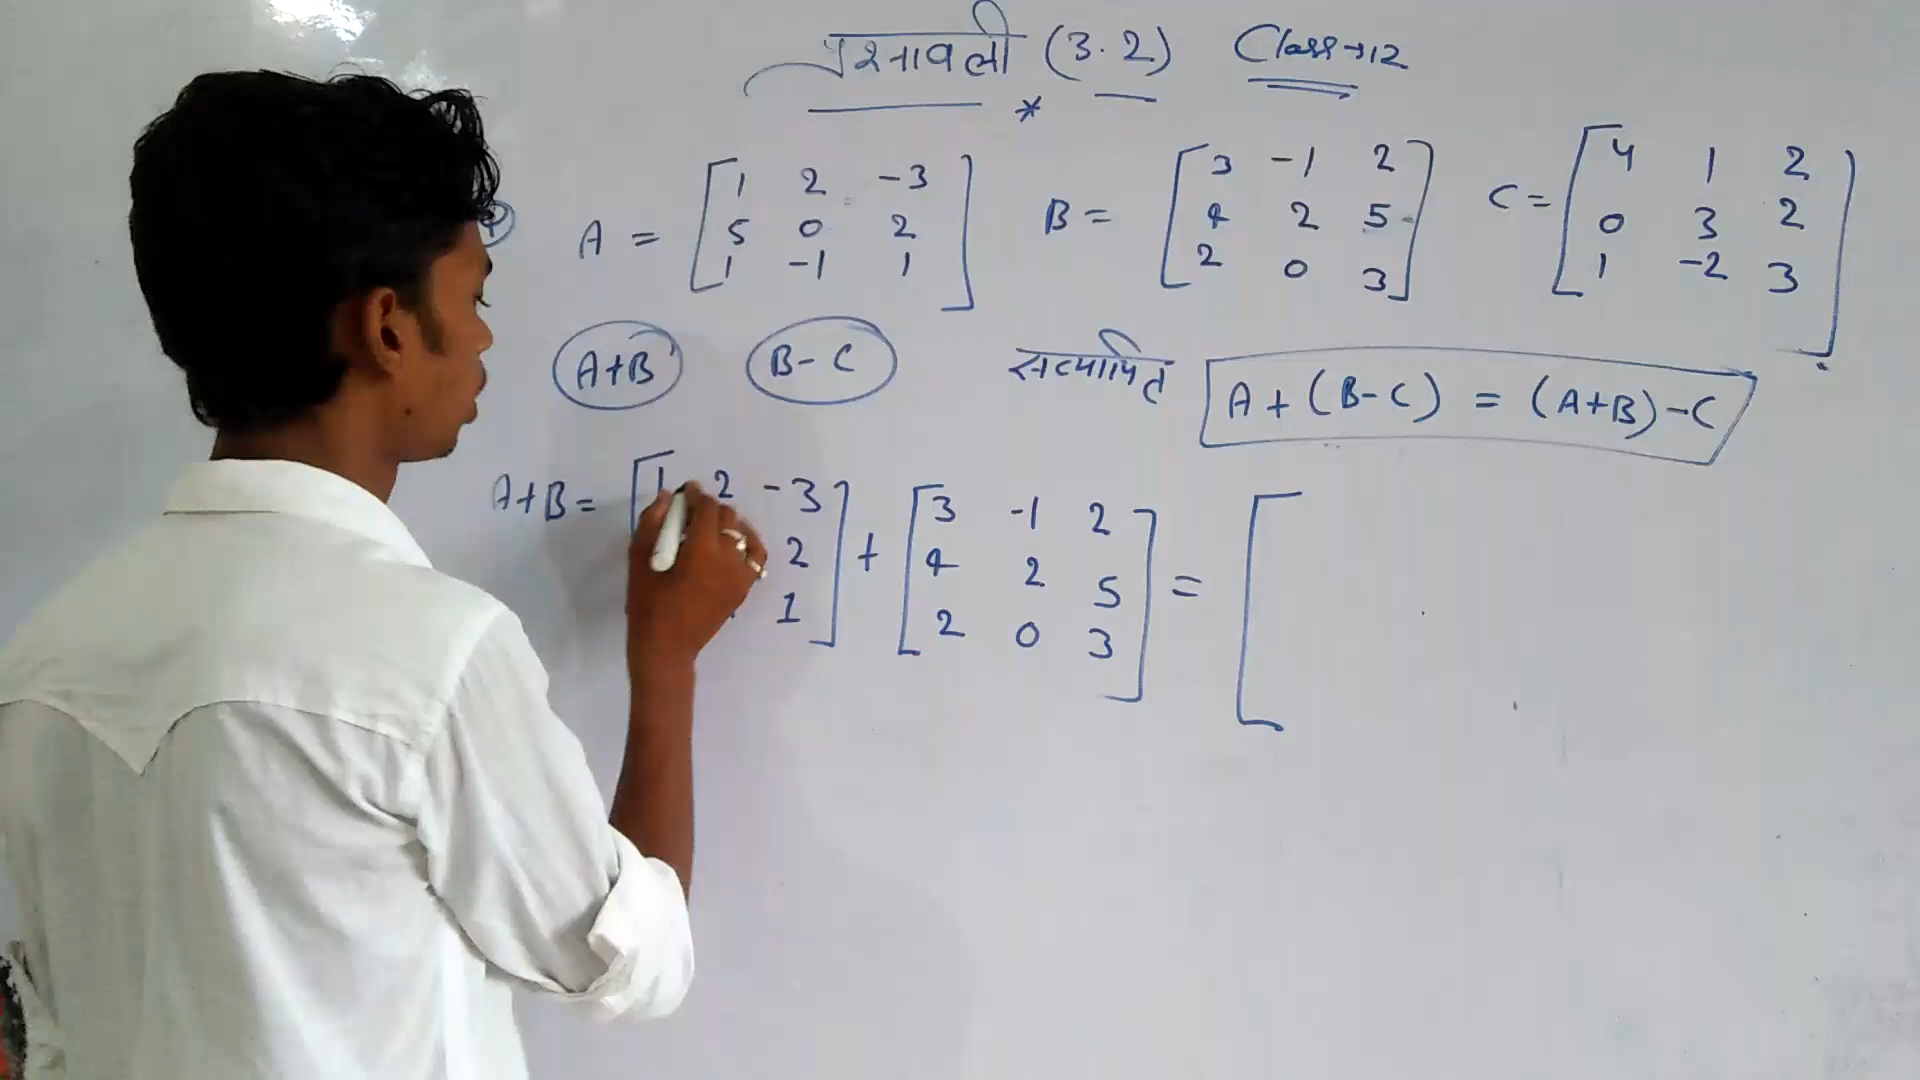 प्रश्नावली (3.2) Class→12
*
A = [1 2 -3 B = [3 -1 2 C = [4 1 2
5 0 2 4 2 5 0 3 2
1 -1 1] 2 0 3] 1 -2 3]
A+B B-C सत्यापित A+(B-C) = (A+B)-C
A+B = [1 2 -3 + [3 -1 2 = [
2 4 2 5
1] 2 0 3]